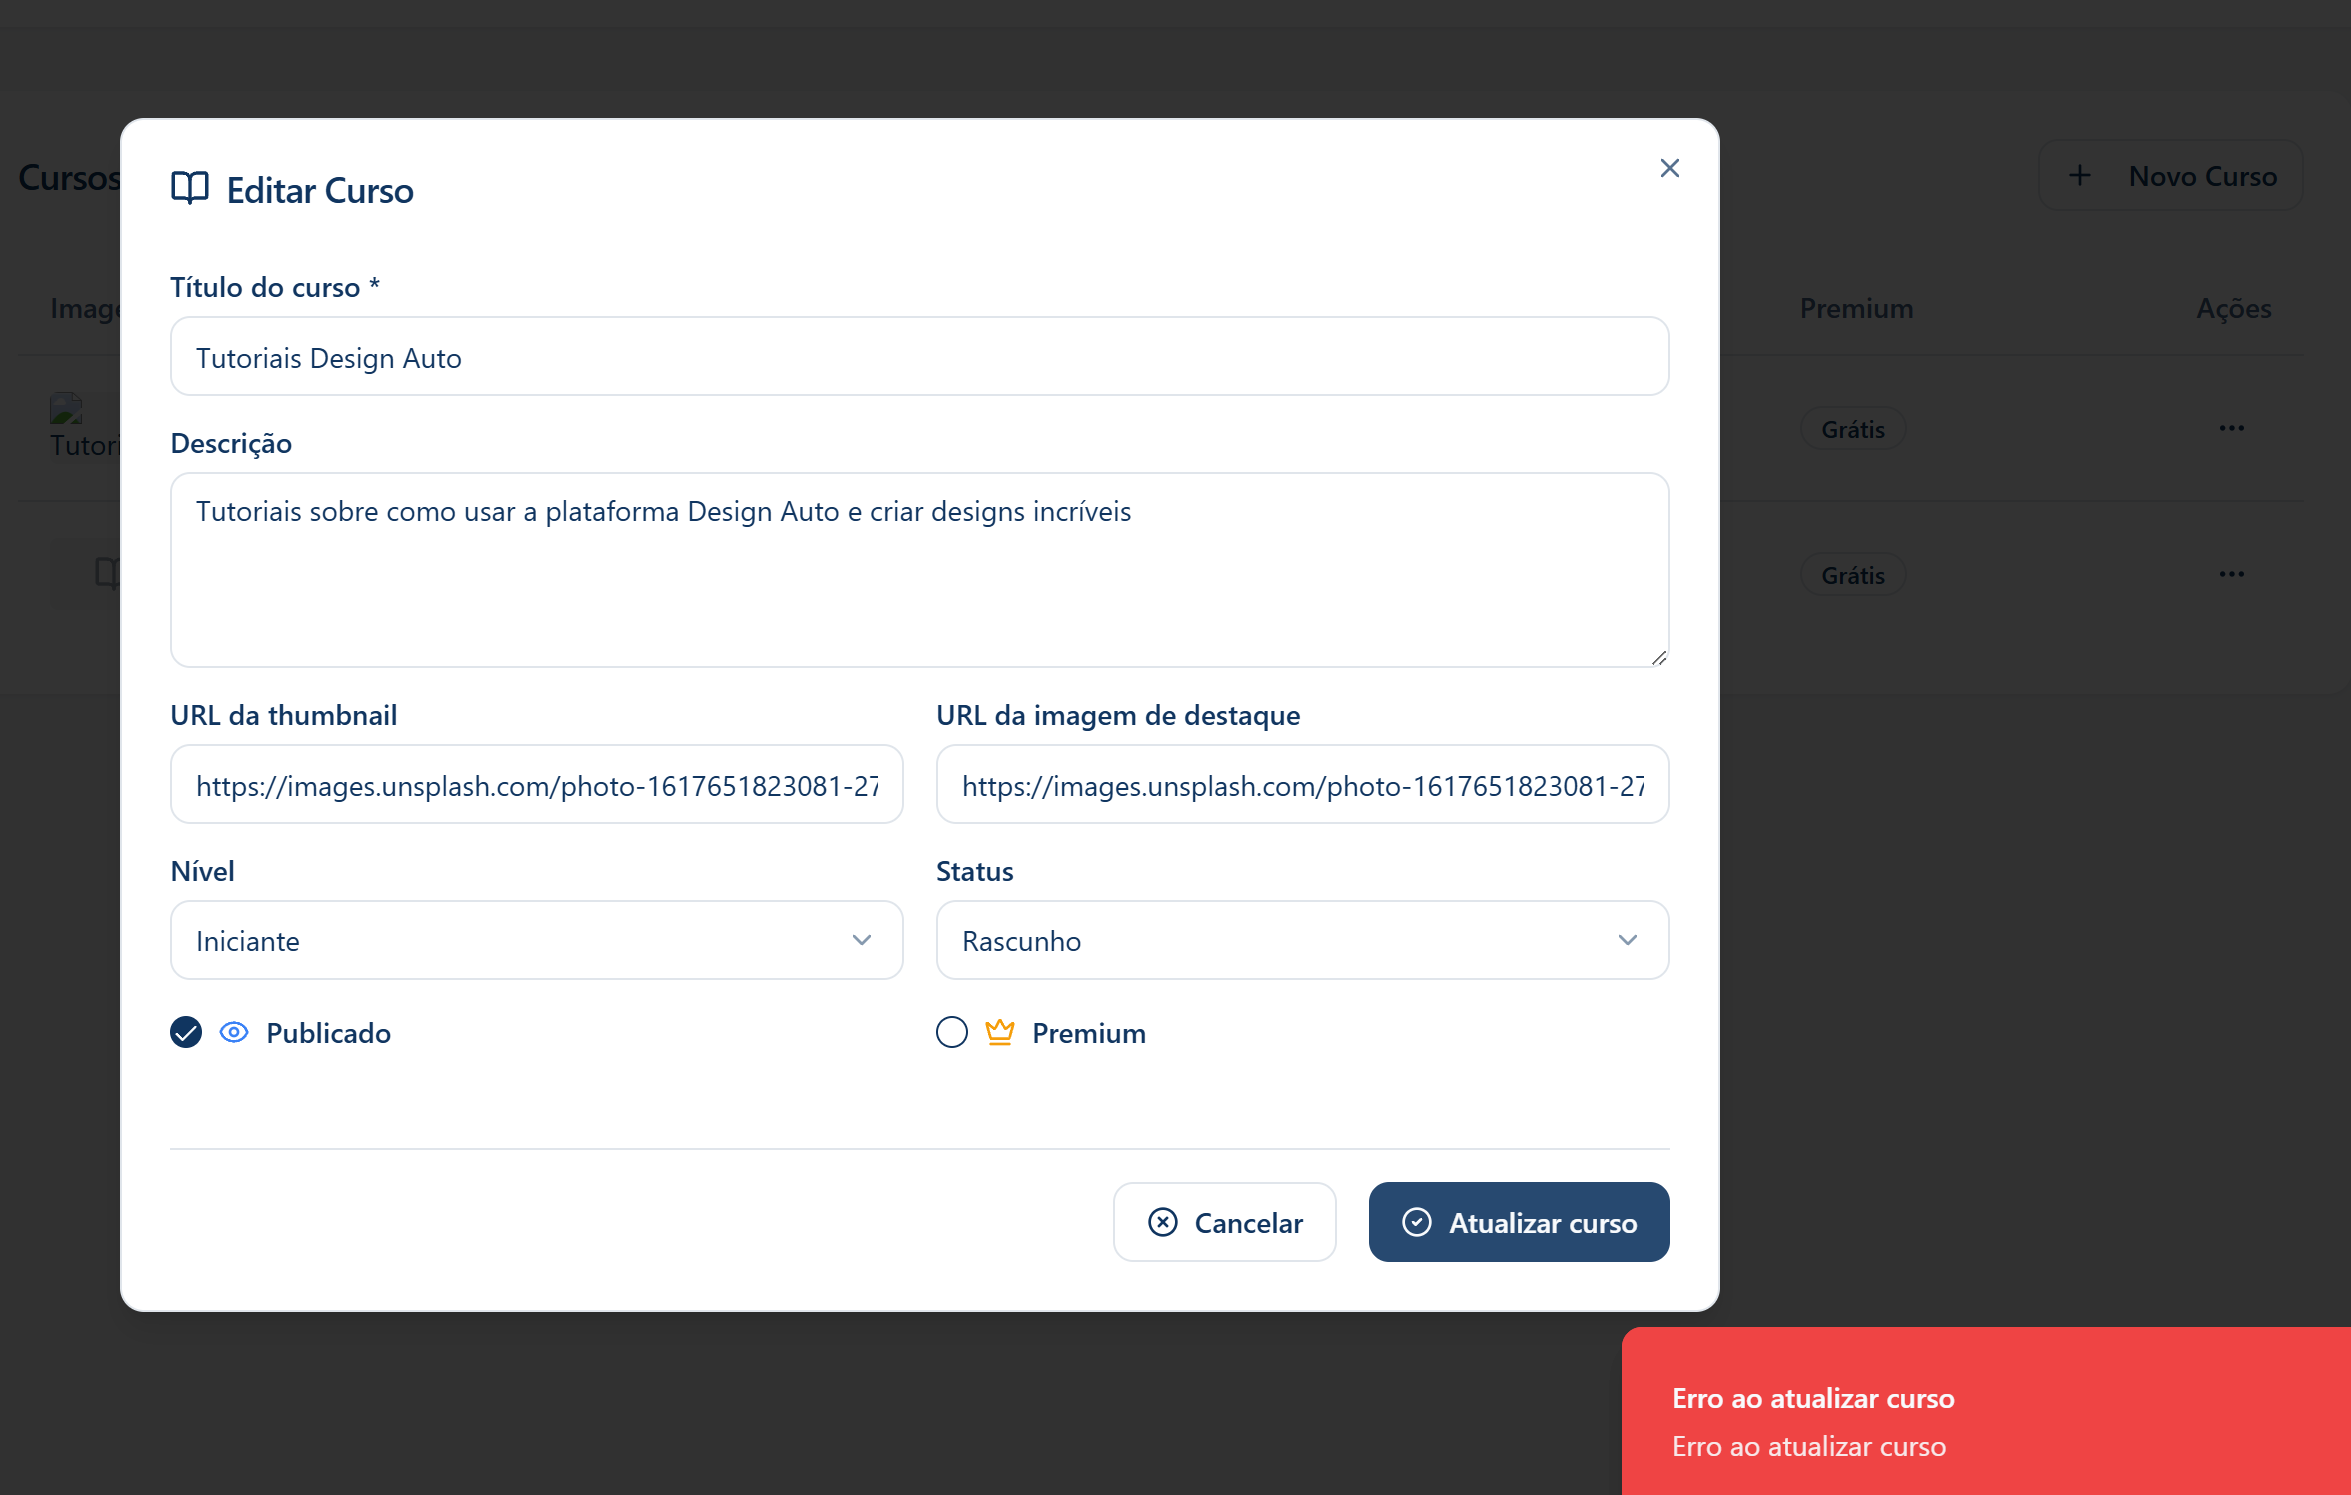 Cursos
Novo Curso
Editar Curso
Título do curso *
Image
Premium
Ações
Tutoriais Design Auto
Tutori
Grátis
Descrição
Tutoriais sobre como usar a plataforma Design Auto e criar designs incríveis
Grátis
URL da thumbnail
URL da imagem de destaque
https://images.unsplash.com/photo-1617651823081-27
https://images.unsplash.com/photo-1617651823081-27
Nível
Status
Iniciante
Rascunho
Publicado
Premium
Cancelar
Atualizar curso
Erro ao atualizar curso
Erro ao atualizar curso